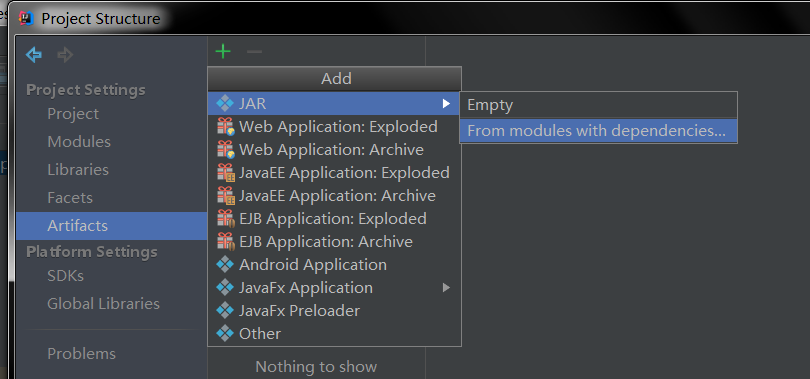 Project Structure
Project Settings
Project
Modules
Libraries
Facets
Artifacts
Platform Settings
SDKs
Global Libraries
Problems
Add
JAR
Web Application: Exploded
Web Application: Archive
JavaEE Application: Exploded
JavaEE Application: Archive
EJB Application: Exploded
EJB Application: Archive
Android Application
JavaFx Application
JavaFx Preloader
Other
Nothing to show
Empty
From modules with dependencies...